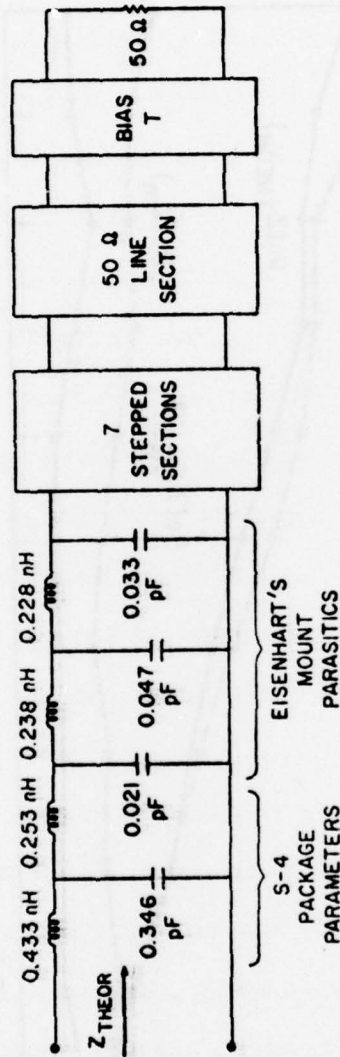 0.433 nH
0.253 nH
0.238 nH
0.228 nH
Z THEOR
0.346
pF
0.021
pF
0.047
pF
0.033
pF
7
STEPPED
SECTIONS
50 Ω
LINE
SECTION
BIAS
T
50 Ω
S-4
PACKAGE
PARAMETERS
EISENHART'S
MOUNT
PARASITICS